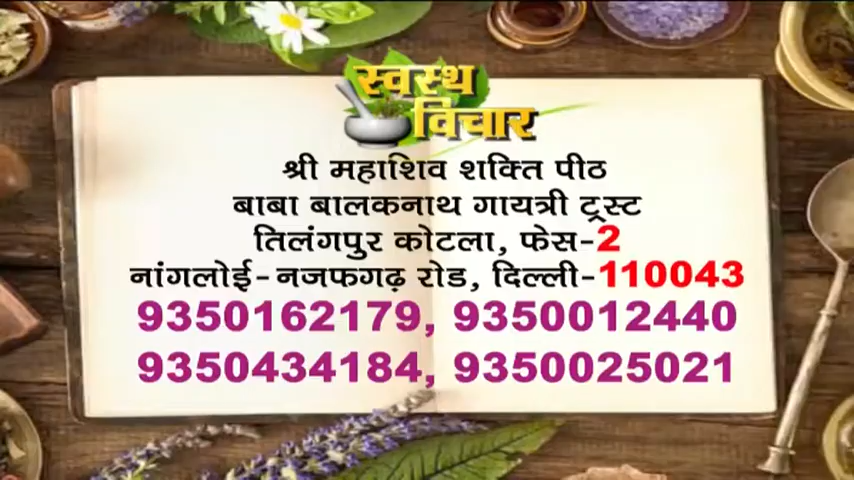 स्वस्थ
विचार
श्री महाशिव शक्ति पीठ
बाबा बालकनाथ गायत्री ट्रस्ट
तिलंगपुर कोटला, फेस-2
नांगलोई-नजफगढ़ रोड, दिल्ली-110043
9350162179, 9350012440
9350434184, 9350025021